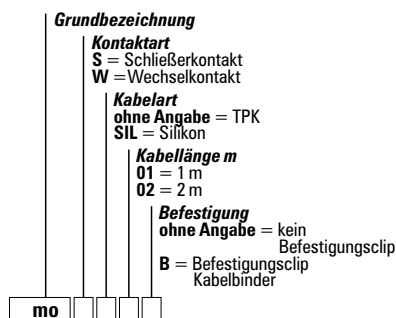 Grundbezeichnung
Kontaktart
S = Schließerkontakt
W =Wechselkontakt
Kabelart
ohne Angabe = TPK
SIL = Silikon
Kabellänge m
01 = 1 m
02 = 2 m
Befestigung
ohne Angabe = kein
Befestigungsclip
B = Befestigungsclip
Kabelbinder
mo